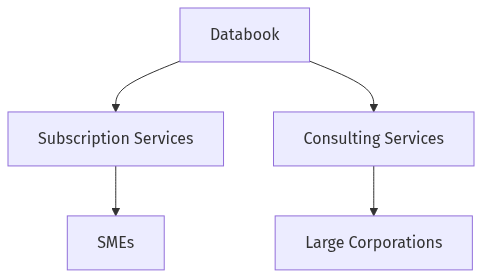 Databook
Subscription Services
Consulting Services
SMEs
Large Corporations